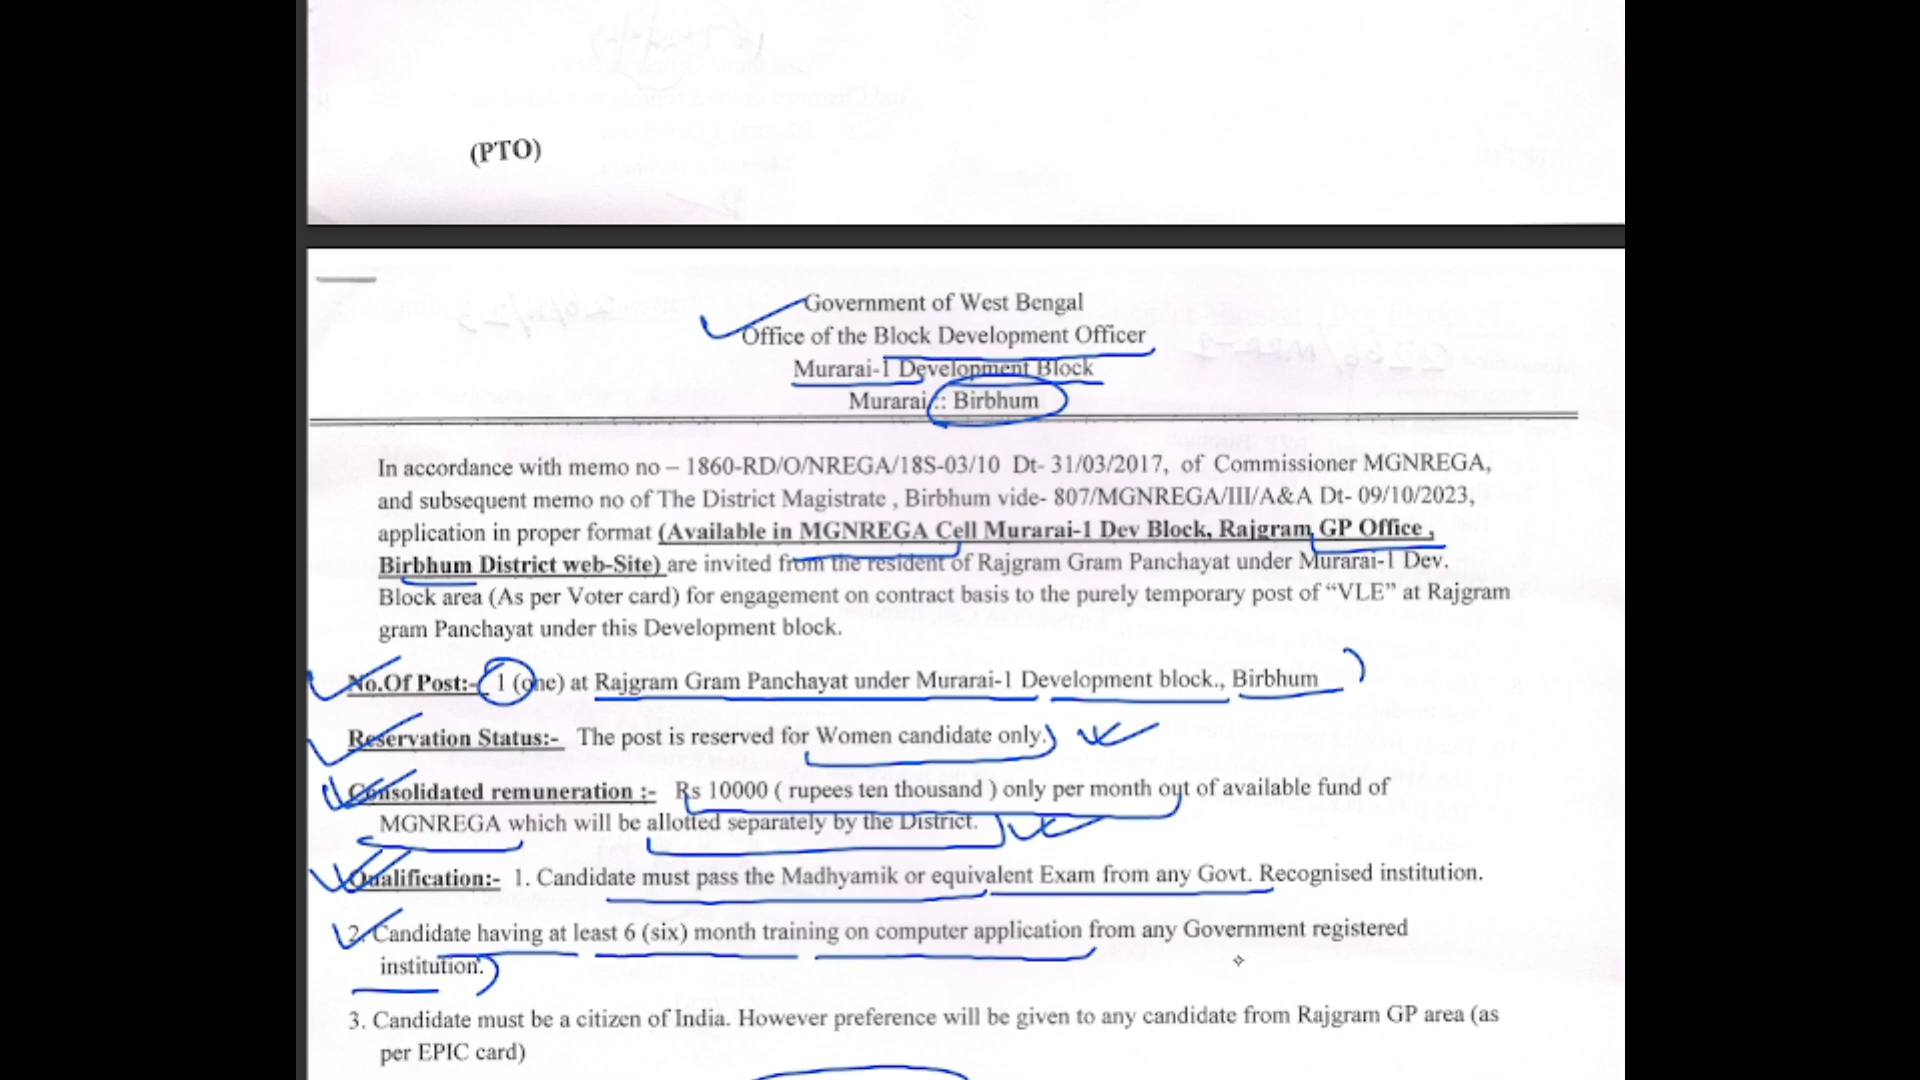 (PTO)
Government of West Bengal
Office of the Block Development Officer
Murarai-1 Development Block
Murarai :: Birbhum
In accordance with memo no – 1860-RD/O/NREGA/18S-03/10 Dt- 31/03/2017, of Commissioner MGNREGA,
and subsequent memo no of The District Magistrate , Birbhum vide- 807/MGNREGA/III/A&A Dt- 09/10/2023,
application in proper format (Available in MGNREGA Cell Murarai-1 Dev Block, Rajgram GP Office ,
Birbhum District web-Site) are invited from the resident of Rajgram Gram Panchayat under Murarai-1 Dev.
Block area (As per Voter card) for engagement on contract basis to the purely temporary post of “VLE” at Rajgram
gram Panchayat under this Development block.
No.Of Post:- 1 (one) at Rajgram Gram Panchayat under Murarai-1 Development block., Birbhum
Reservation Status:- The post is reserved for Women candidate only.
Consolidated remuneration :- Rs 10000 ( rupees ten thousand ) only per month out of available fund of
MGNREGA which will be allotted separately by the District.
Qualification:- 1. Candidate must pass the Madhyamik or equivalent Exam from any Govt. Recognised institution.
2. Candidate having at least 6 (six) month training on computer application from any Government registered
institution.
3. Candidate must be a citizen of India. However preference will be given to any candidate from Rajgram GP area (as
per EPIC card)